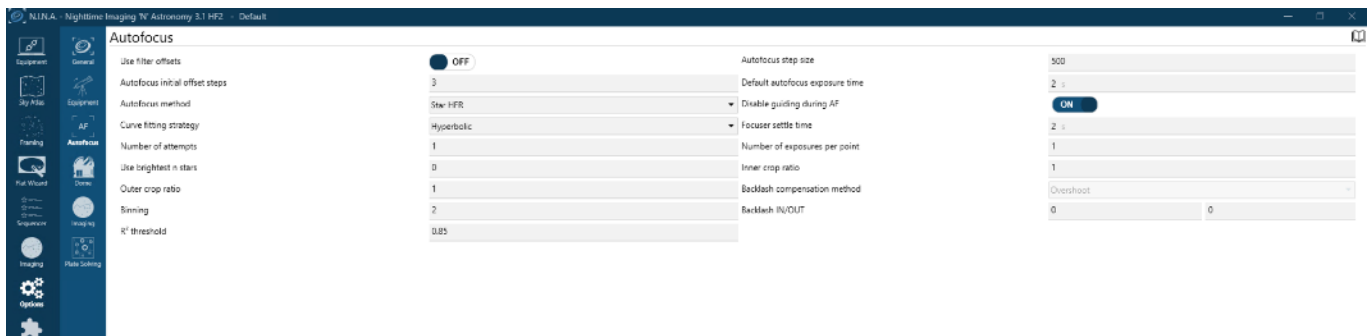 N.I.N.A. - Nighttime Imaging 'N' Astronomy 3.1 HF2 - Default
Equipment
Sky Atlas
Framing
Flat Wizard
Sequencer
Imaging
Options
General
Equipment
AF
Autofocus
Dome
Imaging
Plate Solving
Autofocus
Use filter offsets OFF Autofocus step size 500
Autofocus initial offset steps 3 Default autofocus exposure time 2 s
Autofocus method Star HFR Disable guiding during AF ON
Curve fitting strategy Hyperbolic Focuser settle time 2 s
Number of attempts 1 Number of exposures per point 1
Use brightest n stars 0 Inner crop ratio 1
Outer crop ratio 1 Backlash compensation method Overshoot
Binning 2 Backlash IN/OUT 0 0
R² threshold 0.85